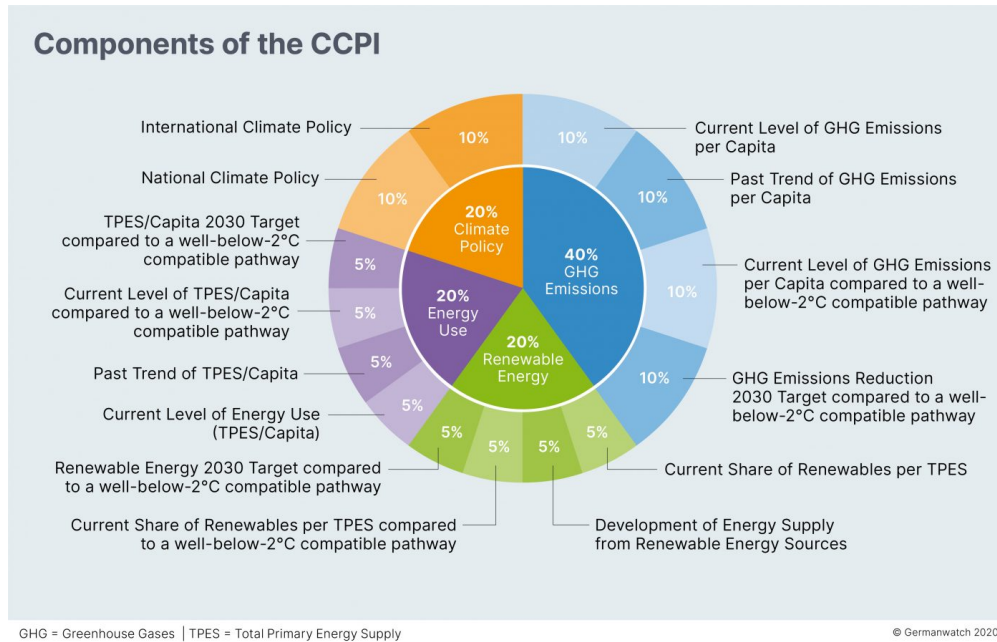 Components of the CCPI
International Climate Policy
National Climate Policy
TPES/Capita 2030 Target
compared to a well-below-2°C
compatible pathway
Current Level of TPES/Capita
compared to a well-below-2°C
compatible pathway
Past Trend of TPES/Capita
Current Level of Energy Use
(TPES/Capita)
Renewable Energy 2030 Target compared
to a well-below-2°C compatible pathway
Current Share of Renewables per TPES compared
to a well-below-2°C compatible pathway
10%
10%
5%
5%
5%
5%
5%
5%
5%
5%
10%
10%
10%
10%
20%
Climate
Policy
20%
Energy
Use
20%
Renewable
Energy
40%
GHG
Emissions
Current Level of GHG Emissions
per Capita
Past Trend of GHG Emissions
per Capita
Current Level of GHG Emissions
per Capita compared to a well-
below-2°C compatible pathway
GHG Emissions Reduction
2030 Target compared to a well-
below-2°C compatible pathway
Current Share of Renewables per TPES
Development of Energy Supply
from Renewable Energy Sources
GHG = Greenhouse Gases | TPES = Total Primary Energy Supply
© Germanwatch 2020